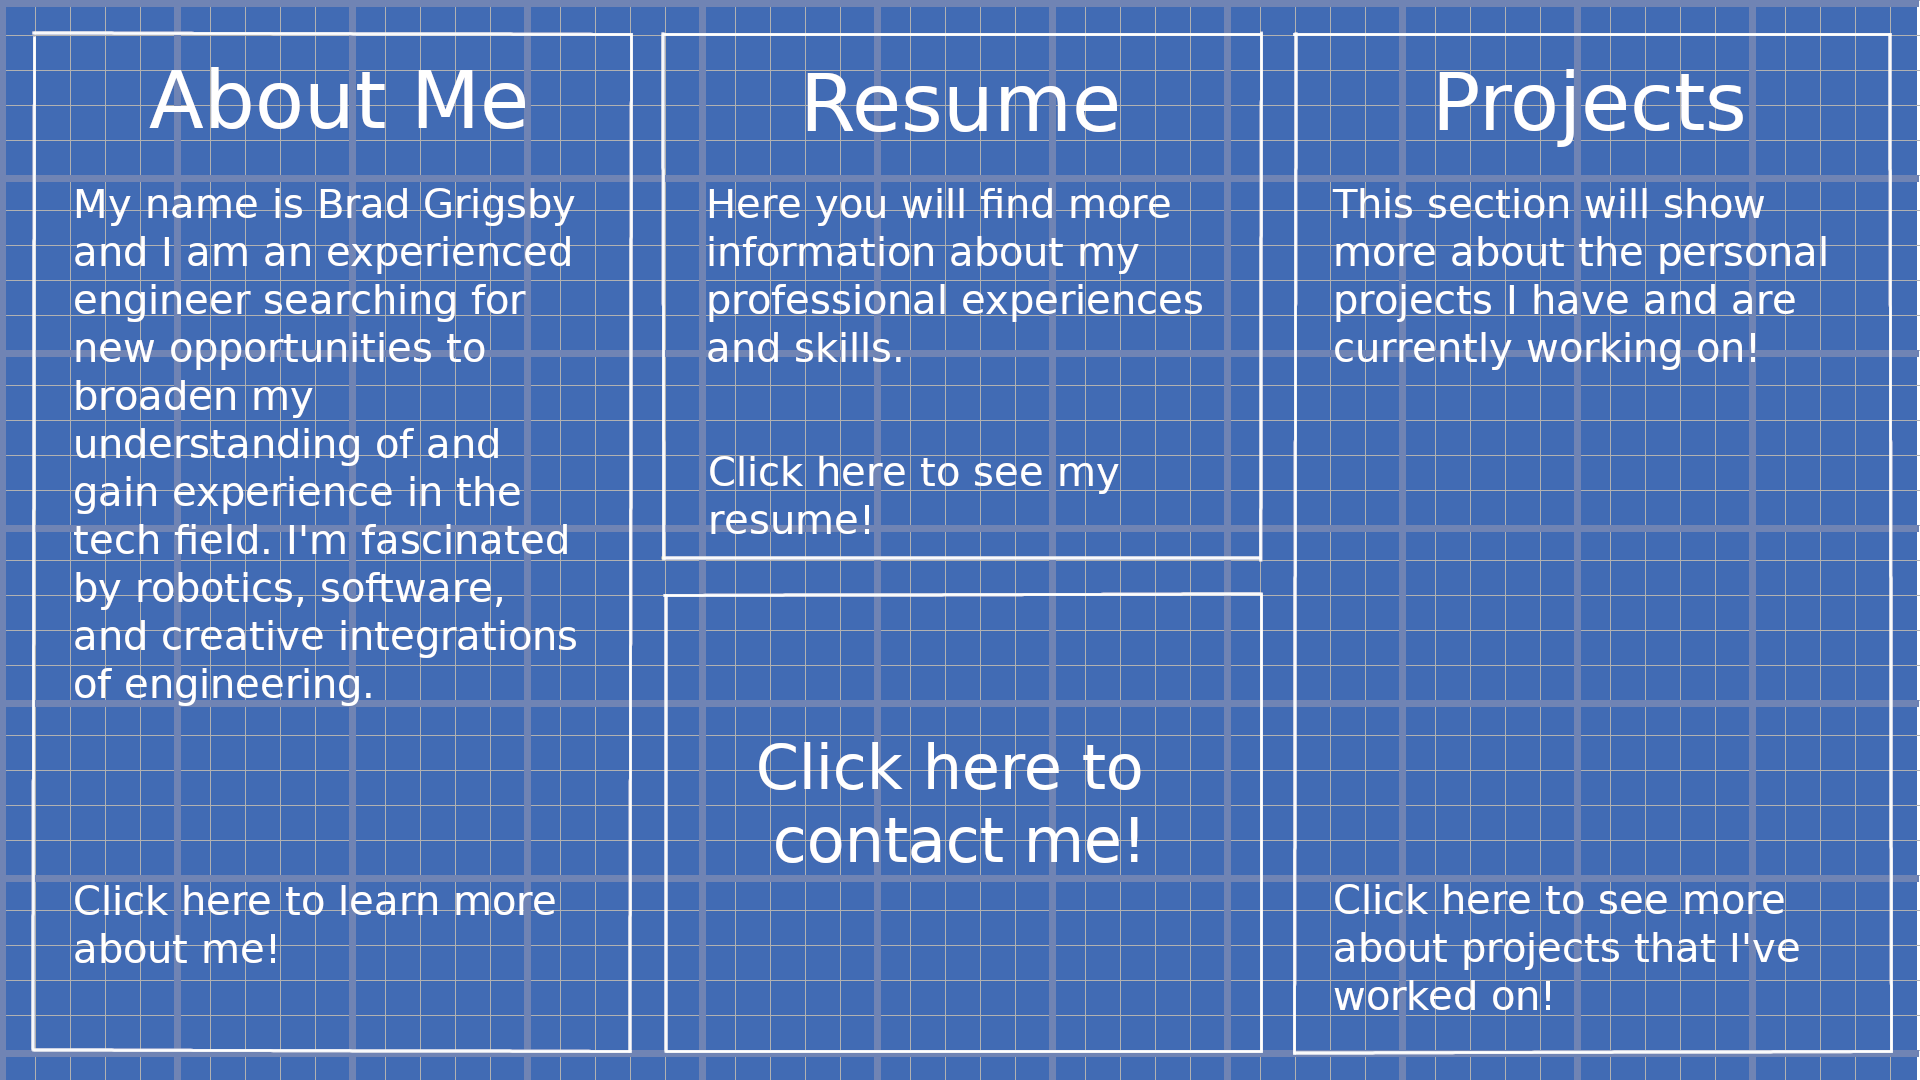 About Me
My name is Brad Grigsby
and I am an experienced
engineer searching for
new opportunities to
broaden my
understanding of and
gain experience in the
tech field. I'm fascinated
by robotics, software,
and creative integrations
of engineering.
Click here to learn more
about me!
Resume
Here you will find more
information about my
professional experiences
and skills.
Click here to see my
resume!
Click here to
contact me!
Projects
This section will show
more about the personal
projects I have and are
currently working on!
Click here to see more
about projects that I've
worked on!